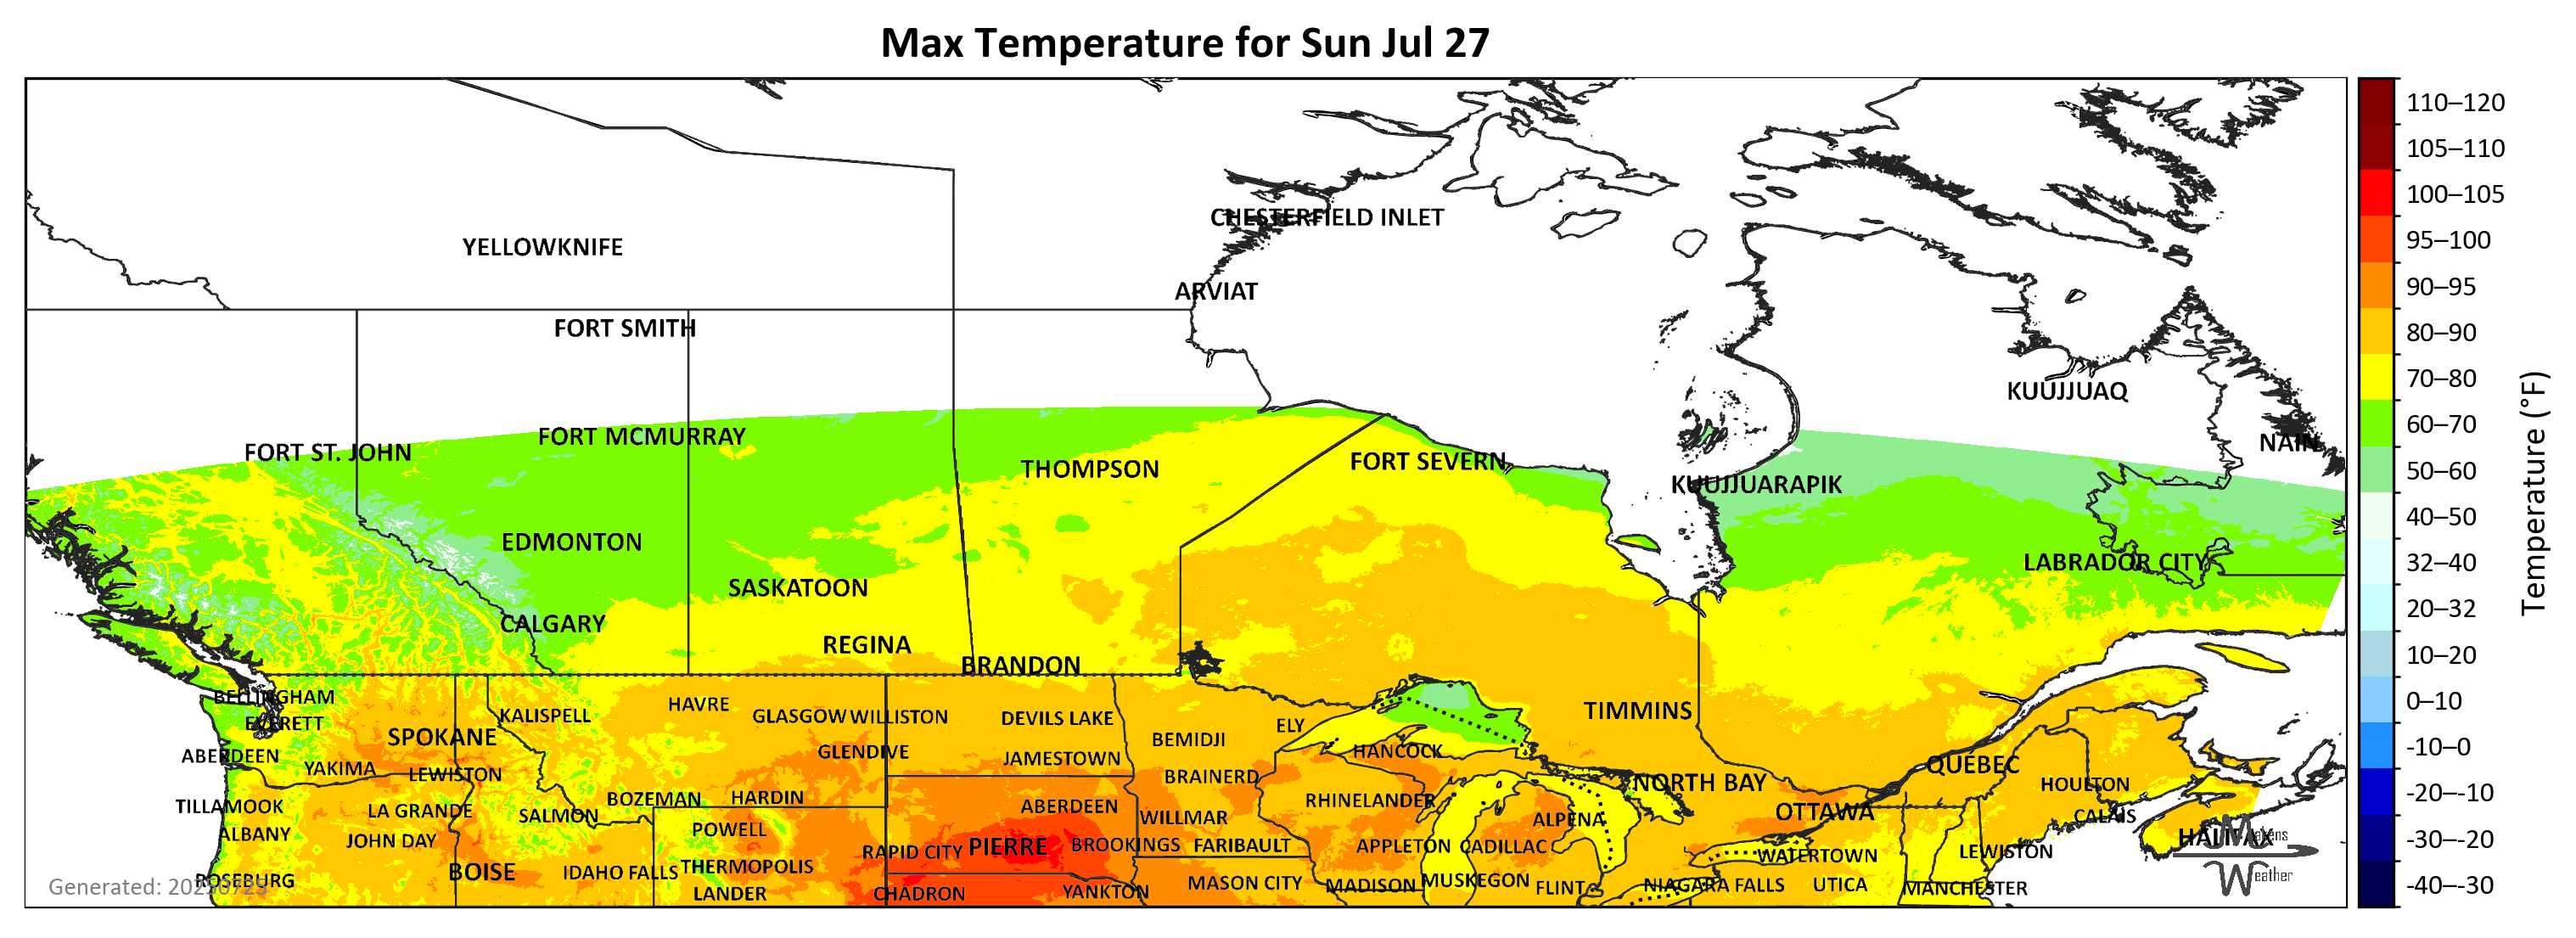 Max Temperature for Sun Jul 27
CHESTERFIELD INLET
YELLOWKNIFE
ARVIAT
FORT SMITH
KUUJJUAQ
FORT MCMURRAY
NAIN
FORT ST. JOHN
FORT SEVERN
THOMPSON
KUUJJUARAPIK
EDMONTON
LABRADOR CITY
SASKATOON
CALGARY
REGINA
BRANDON
BELLINGHAM
HAVRE
KALISPELL
GLASGOW WILLISTON
DEVILS LAKE
TIMMINS
EVERETT
ELY
SPOKANE
BEMIDJI
ABERDEEN
GLENDIVE
JAMESTOWN
HANCOCK
QUÉBEC
YAKIMA
LEWISTON
BRAINERD
NORTH BAY
HOULTON
BOZEMAN
HARDIN
RHINELANDER
TILLAMOOK
LA GRANDE
SALMON
ABERDEEN
WILLMAR
ALPENA
OTTAWA
CALAIS
ALBANY
JOHN DAY
POWELL
HALIFAX
RAPID CITY
PIERRE
BROOKINGS
FARIBAULT
APPLETON
CADILLAC
WATERTOWN
LEWISTON
BOISE
IDAHO FALLS
THERMOPOLIS
ROSEBURG
LANDER
CHADRON
YANKTON
MASON CITY
MADISON
MUSKEGON
FLINT
NIAGARA FALLS
UTICA
MANCHESTER
Generated: 20250725
Makens
Weather
110–120
105–110
100–105
95–100
90–95
80–90
70–80
60–70
50–60
40–50
32–40
20–32
10–20
0–10
-10–0
-20–-10
-30–-20
-40–-30
Temperature (°F)